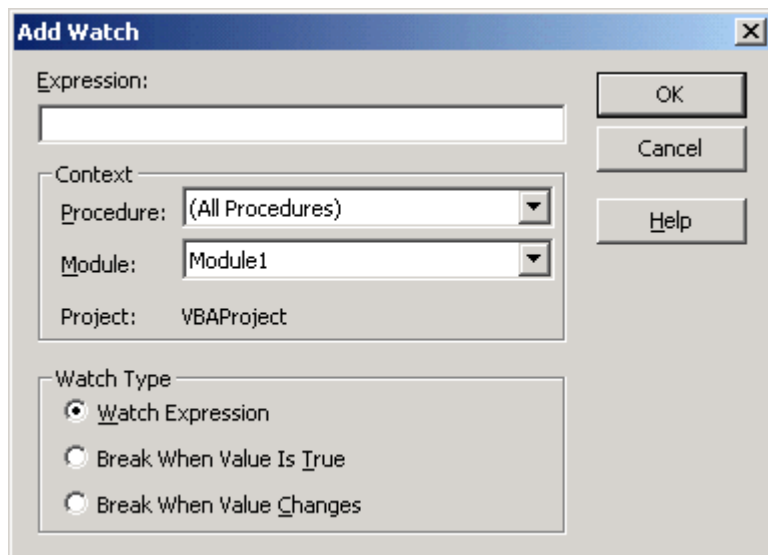 Add Watch
Expression:
OK
Cancel
Context
Procedure: (All Procedures)
Help
Module: Module1
Project: VBAProject
Watch Type
Watch Expression
Break When Value Is True
Break When Value Changes